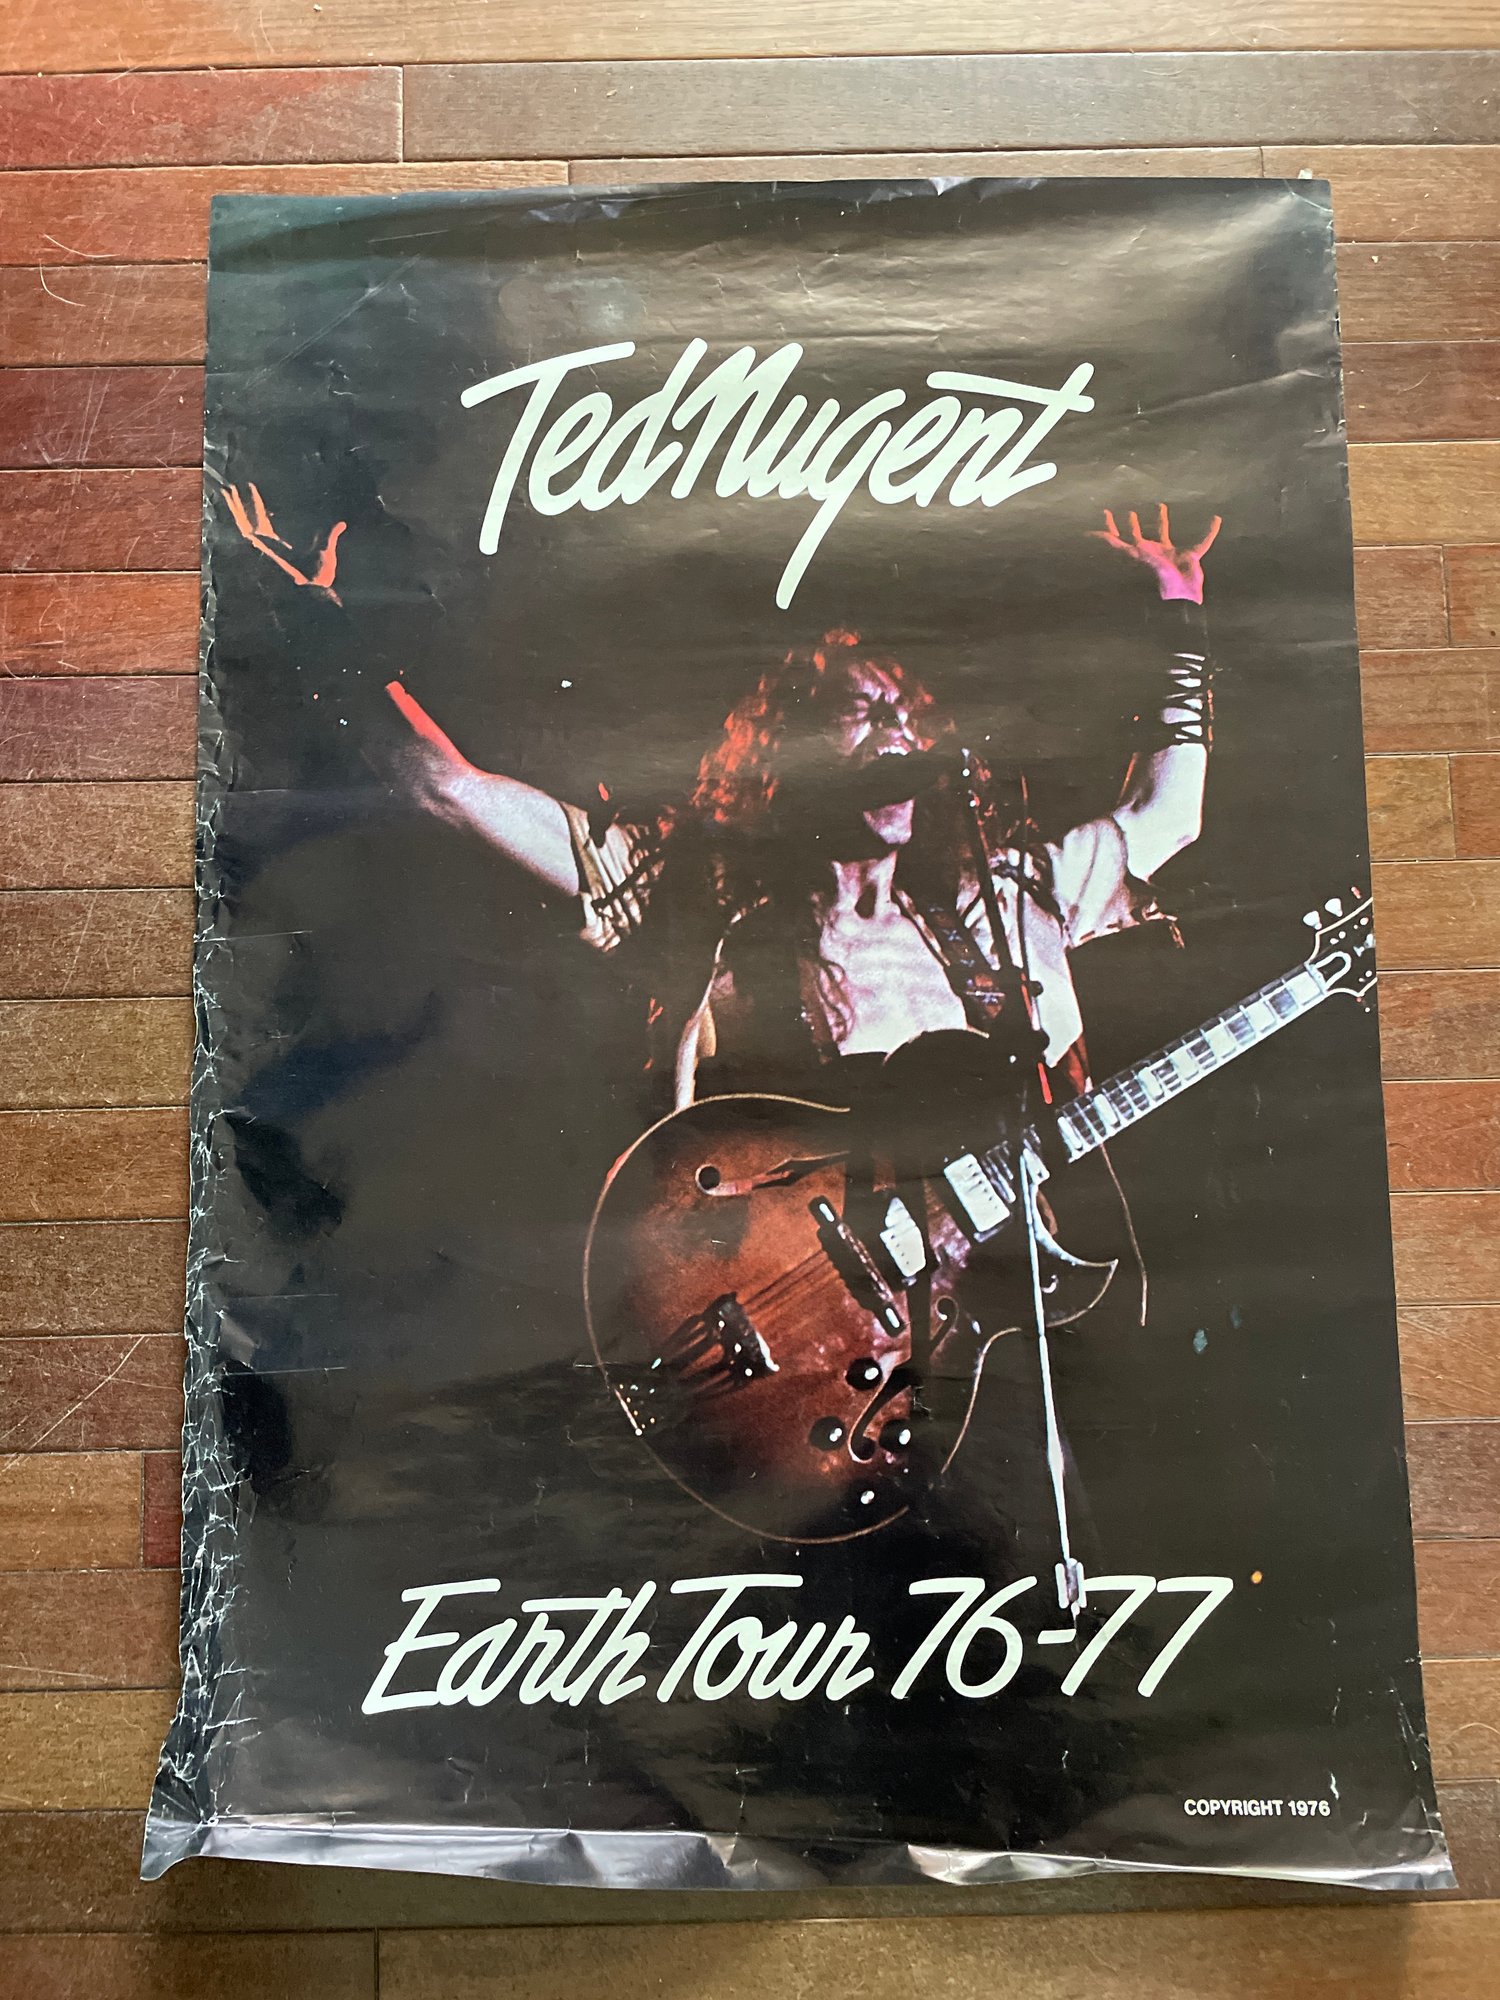 Ted Nugent
Earth Tour 76-77
COPYRIGHT 1976